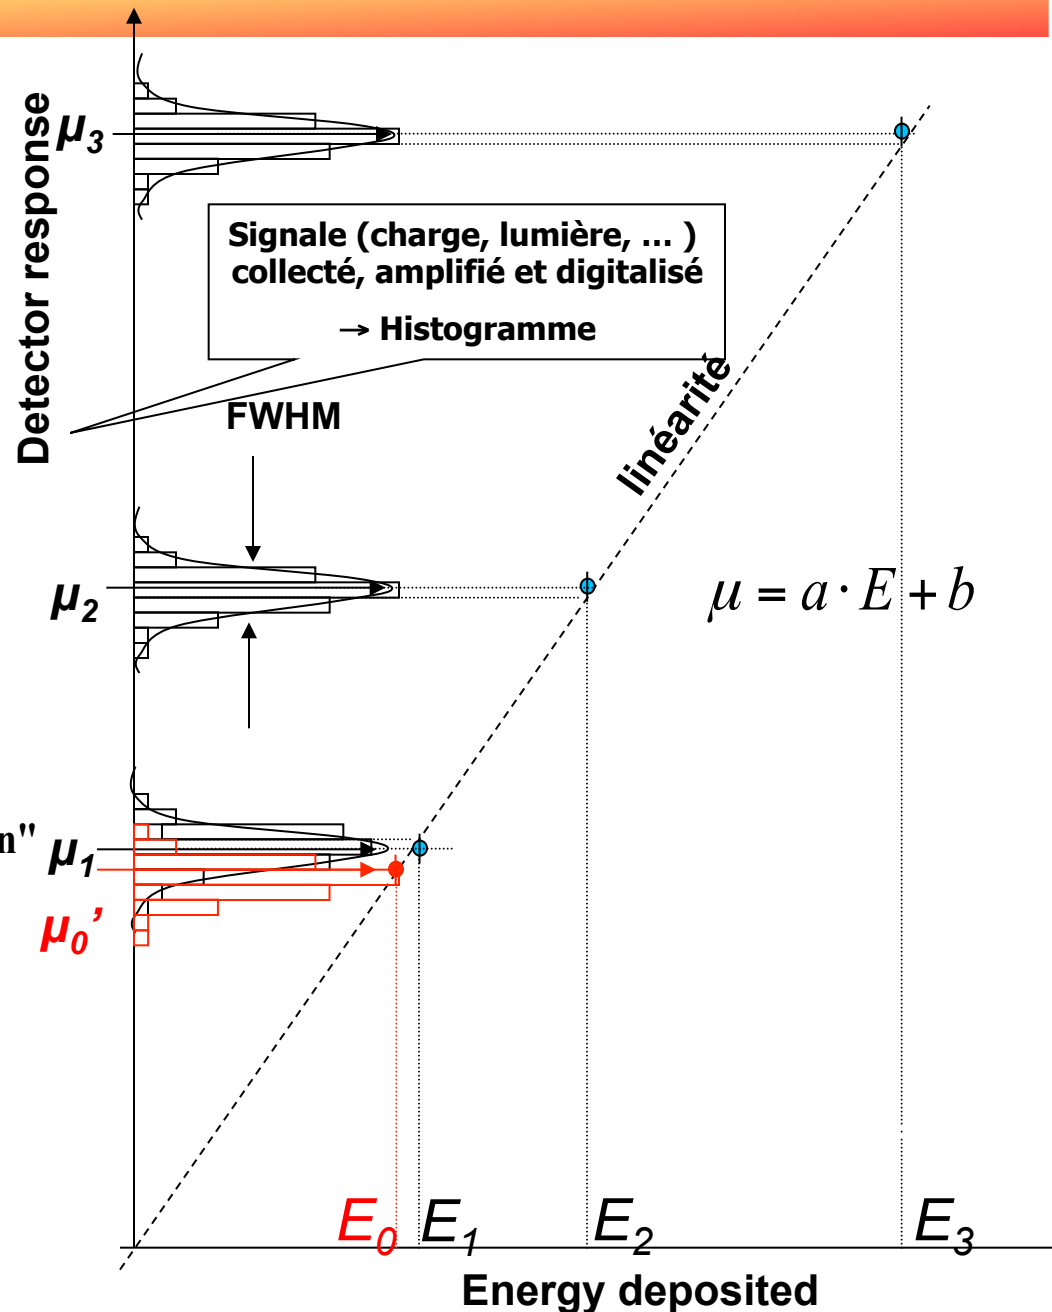 Detector response
μ3
Signale (charge, lumière, ... )
collecté, amplifié et digitalisé
→ Histogramme
linéarité
FWHM
μ2
μ = a · E + b
n"
μ1
μ0’
E0
E1
E2
E3
Energy deposited